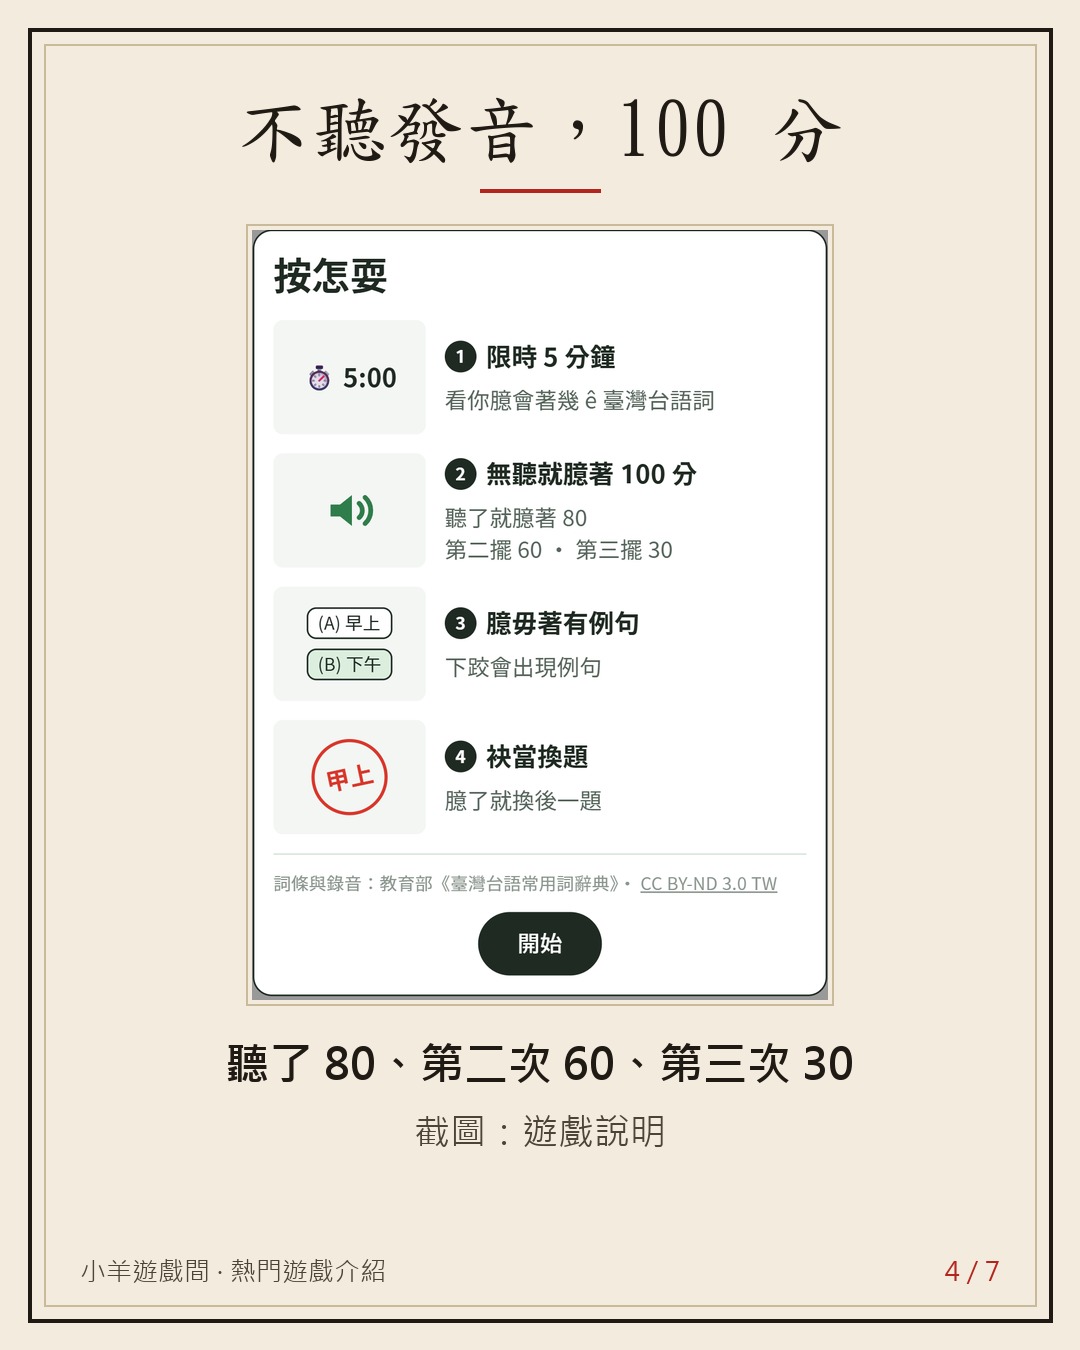 不聽發音，100 分
按怎耍
5:00
1 限時 5 分鐘
看你臆會著幾 ê 臺灣台語詞
2 無聽就臆著 100 分
聽了就臆著 80
第二擺 60 · 第三擺 30
(A) 早上
(B) 下午
3 臆毋著有例句
下跤會出現例句
甲上
4 袂當換題
臆了就換後一題
詞條與錄音：教育部《臺灣台語常用詞辭典》· CC BY-ND 3.0 TW
開始
聽了 80、第二次 60、第三次 30
截圖：遊戲說明
小羊遊戲間 · 熱門遊戲介紹
4 / 7